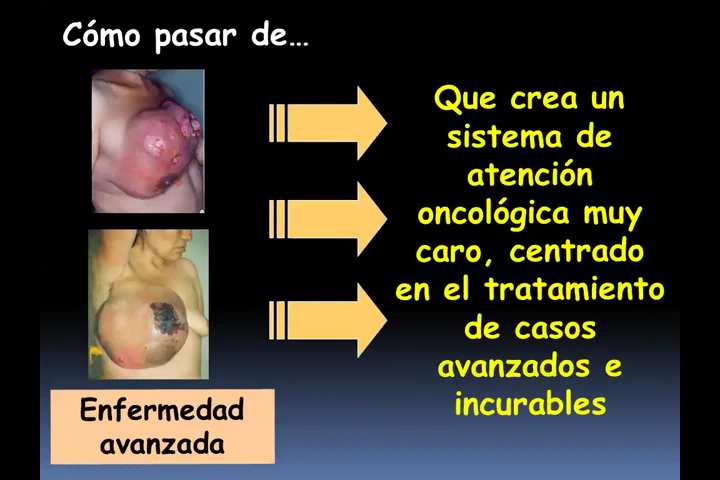 Cómo pasar de…
Que crea un
sistema de
atención
oncológica muy
caro, centrado
en el tratamiento
de casos
avanzados e
incurables
Enfermedad
avanzada